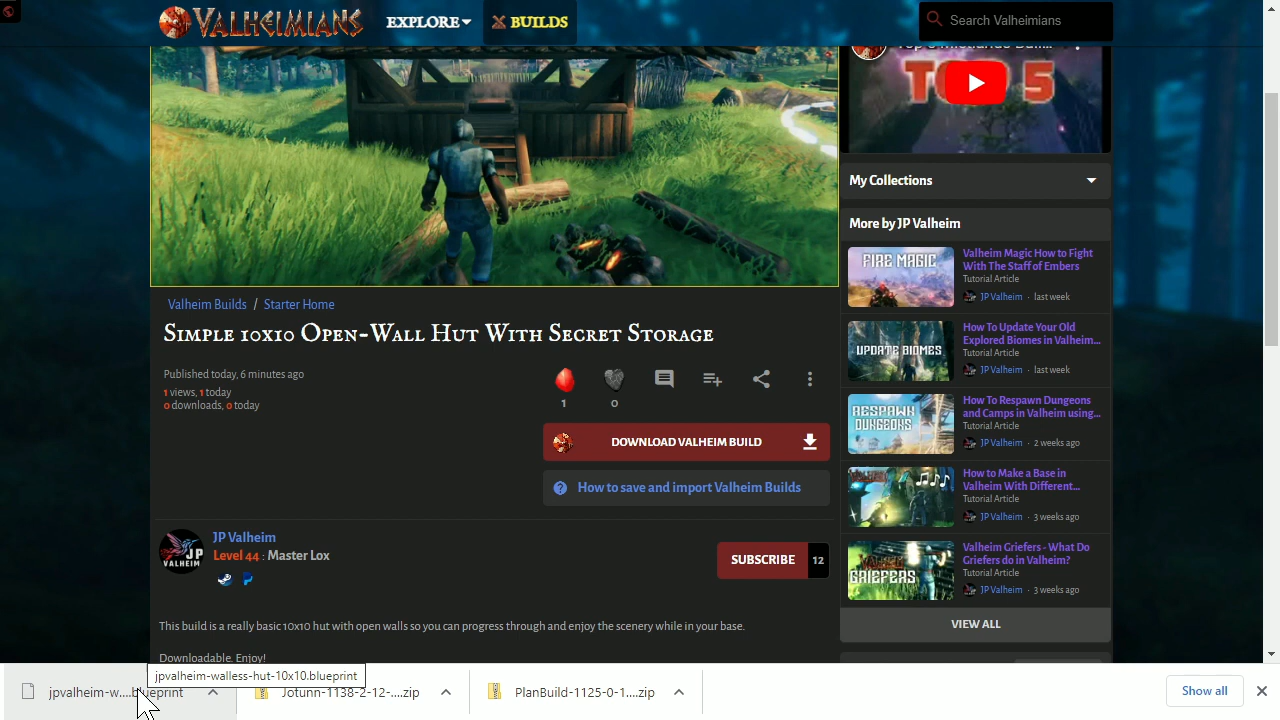 VALHEIMIANS
EXPLORE
BUILDS
Search Valheimians
TOP 5
My Collections
More by JP Valheim
FIRE MAGIC
Valheim Magic How to Fight
With The Staff of Embers
Tutorial Article
JP Valheim · last week
UPDATE BIOMES
How To Update Your Old
Explored Biomes in Valheim...
Tutorial Article
JP Valheim · last week
RESPAWN
DUNGEONS
How To Respawn Dungeons
and Camps in Valheim using...
Tutorial Article
JP Valheim · 2 weeks ago
How to Make a Base in
Valheim With Different...
Tutorial Article
JP Valheim · 3 weeks ago
GRIEFERS
Valheim Griefers - What Do
Griefers do in Valheim?
Tutorial Article
JP Valheim · 3 weeks ago
VIEW ALL
Valheim Builds / Starter Home
Simple 10x10 Open-Wall Hut With Secret Storage
Published today, 6 minutes ago
1 views, 1 today
0 downloads, 0 today
1
0
DOWNLOAD VALHEIM BUILD
How to save and import Valheim Builds
JP
VALHEIM
JP Valheim
Level 44 : Master Lox
SUBSCRIBE 12
This build is a really basic 10x10 hut with open walls so you can progress through and enjoy the scenery while in your base.
Downloadable. Enjoy!
jpvalheim-walless-hut-10x10.blueprint
jpvalheim-w....blueprint
Jotunn-1138-2-12-....zip
PlanBuild-1125-0-1....zip
Show all